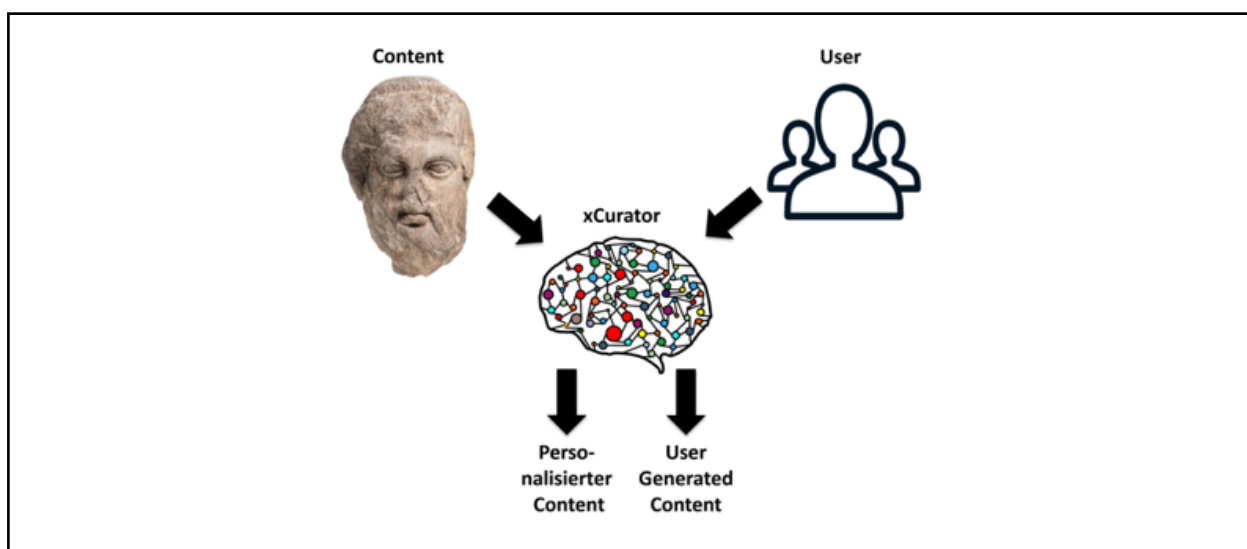 Content
User
xCurator
Perso-
nalisierter
Content
User
Generated
Content